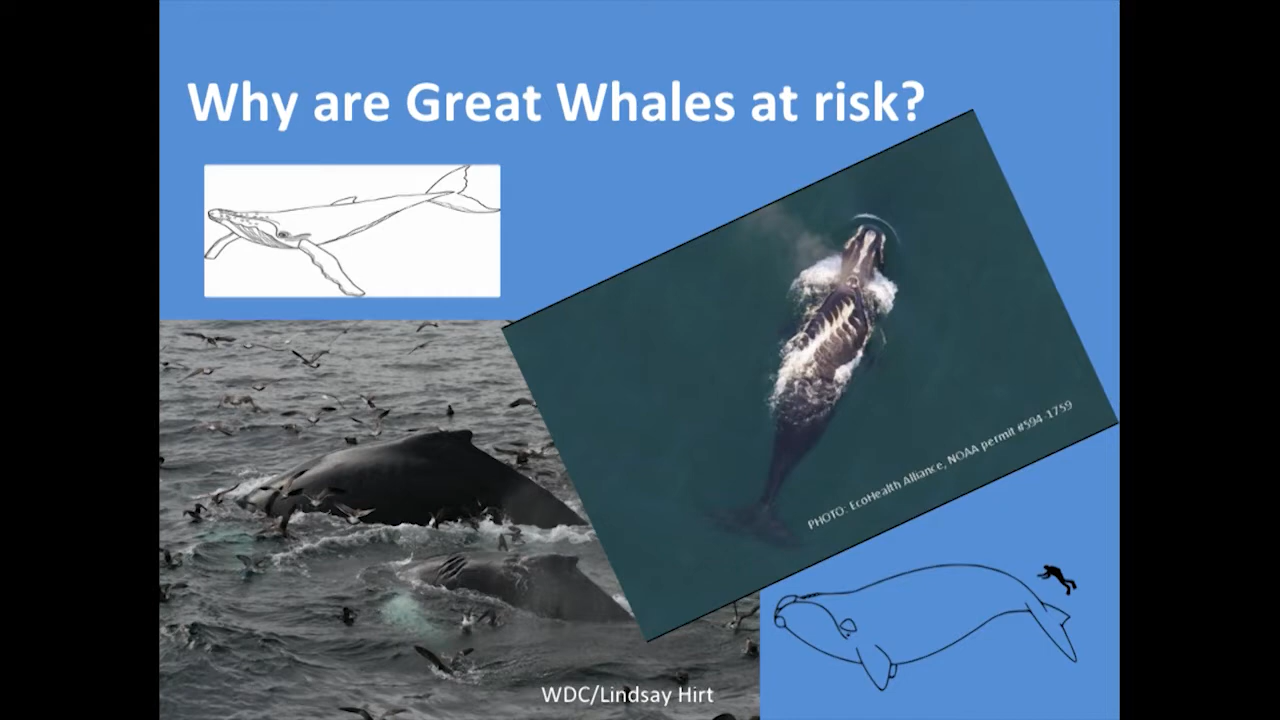 Why are Great Whales at risk?
PHOTO: EcoHealth Alliance, NOAA permit #594-1759
WDC/Lindsay Hirt